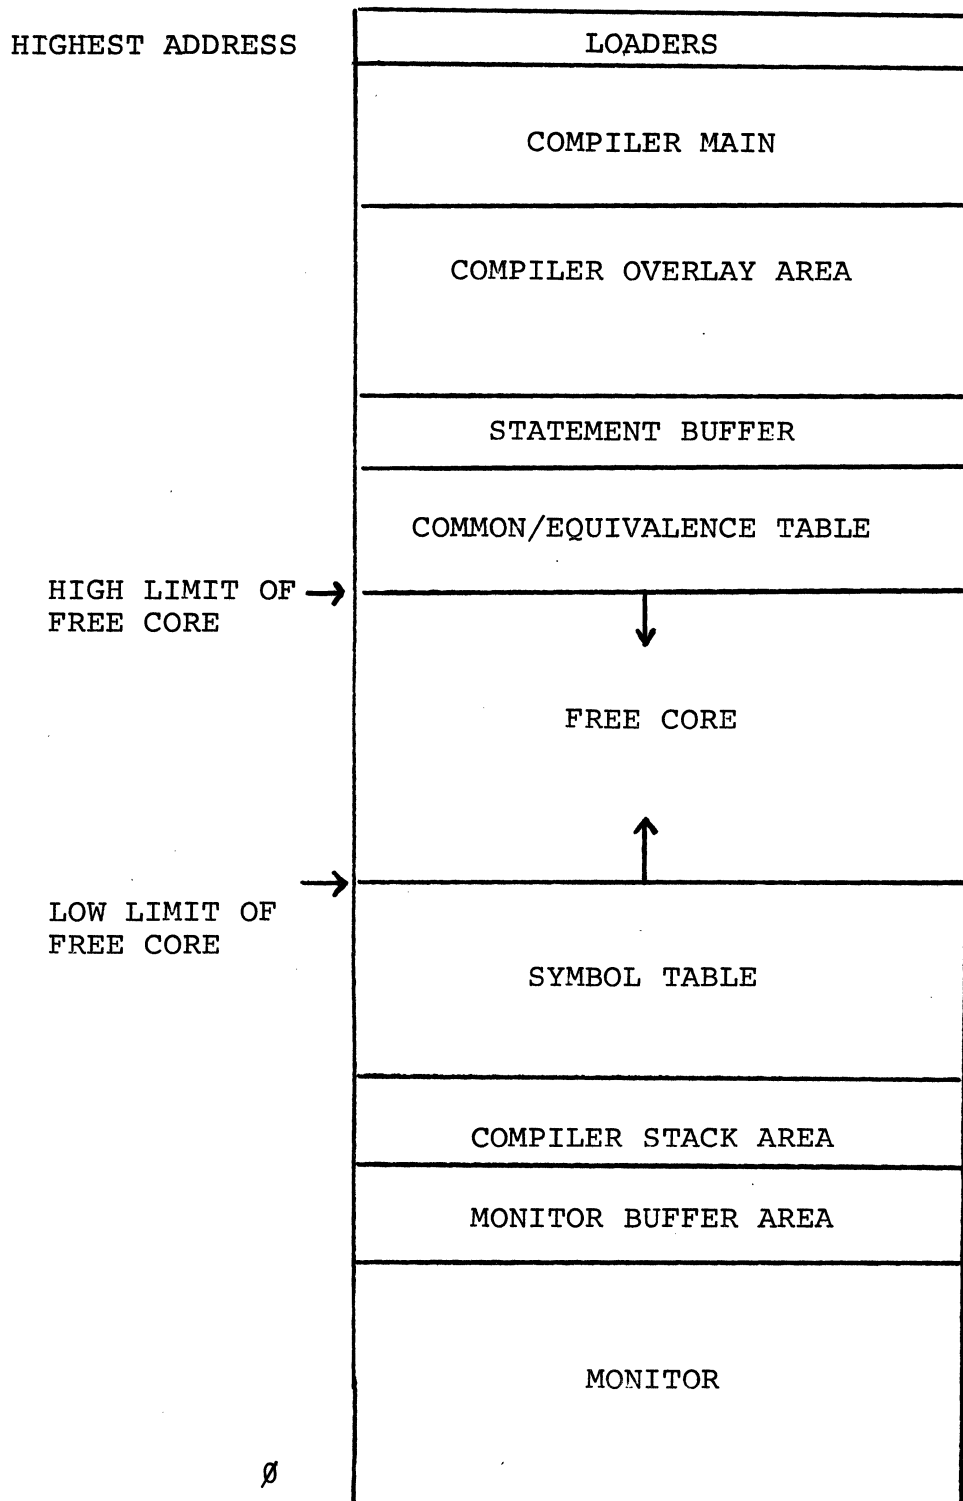 HIGHEST ADDRESS
LOADERS
COMPILER MAIN
COMPILER OVERLAY AREA
STATEMENT BUFFER
COMMON/EQUIVALENCE TABLE
HIGH LIMIT OF
FREE CORE
FREE CORE
LOW LIMIT OF
FREE CORE
SYMBOL TABLE
COMPILER STACK AREA
MONITOR BUFFER AREA
MONITOR
Ø